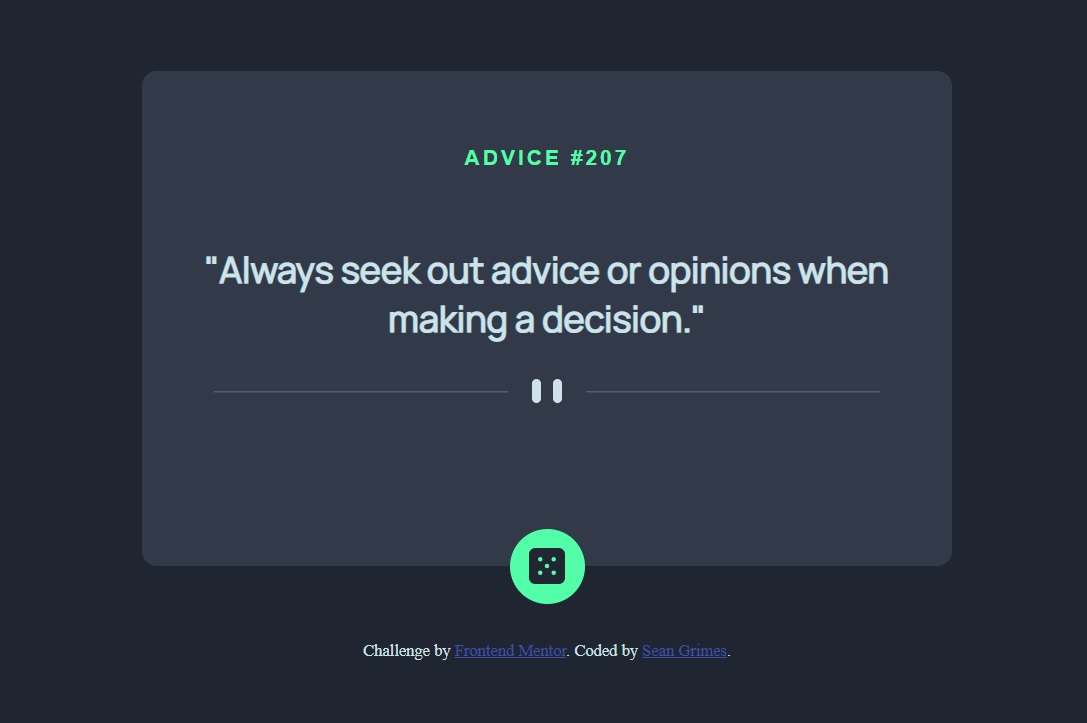 ADVICE #207
"Always seek out advice or opinions when
making a decision."
Challenge by Frontend Mentor. Coded by Sean Grimes.